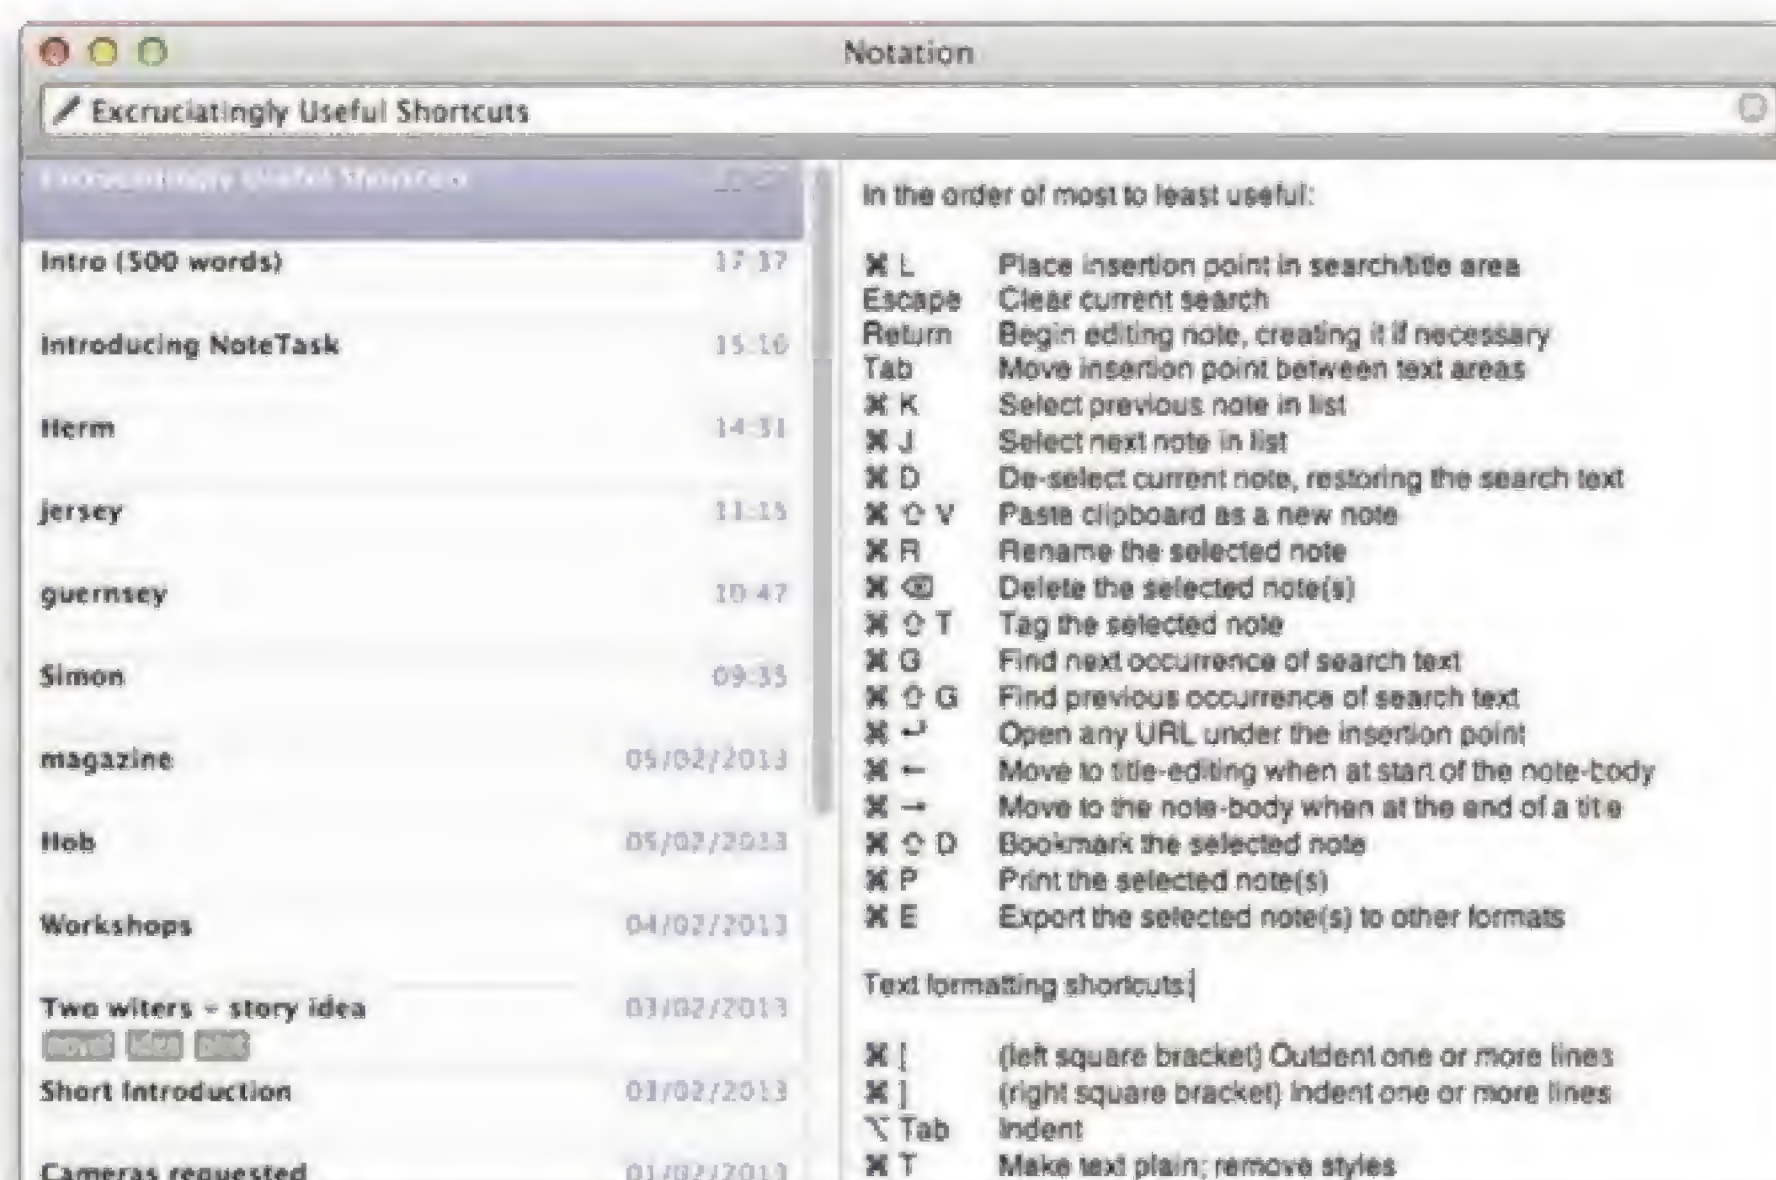 Notation
Excruciatingly Useful Shortcuts
Excruciatingly Useful Shortcuts
Intro (500 words) 17:37
Introducing NoteTask 15:16
Herm 14:31
jersey 11:15
guernsey 10:47
Simon 09:35
magazine 05/02/2013
Hob 05/02/2013
Workshops 04/02/2013
Two witers - story idea 03/02/2013
novel idea plot
Short Introduction 03/02/2013
Cameras requested 01/02/2013
In the order of most to least useful:
⌘ L Place insertion point in search/title area
Escape Clear current search
Return Begin editing note, creating it if necessary
Tab Move insertion point between text areas
⌘ K Select previous note in list
⌘ J Select next note in list
⌘ D De-select current note, restoring the search text
⌘ ⇧ V Paste clipboard as a new note
⌘ R Rename the selected note
⌘ ⌫ Delete the selected note(s)
⌘ ⇧ T Tag the selected note
⌘ G Find next occurrence of search text
⌘ ⇧ G Find previous occurrence of search text
⌘ ↩ Open any URL under the insertion point
⌘ ← Move to title-editing when at start of the note-body
⌘ → Move to the note-body when at the end of a title
⌘ ⇧ D Bookmark the selected note
⌘ P Print the selected note(s)
⌘ E Export the selected note(s) to other formats
Text formatting shortcuts:
⌘ [ (left square bracket) Outdent one or more lines
⌘ ] (right square bracket) Indent one or more lines
⌥ Tab Indent
⌘ T Make text plain; remove styles